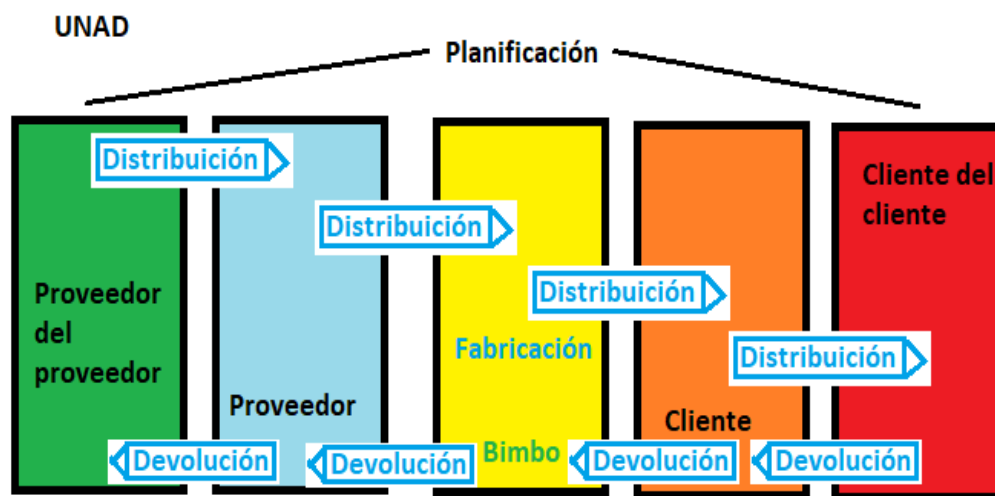 UNAD
Planificación
Distribuición
Distribuición
Distribuición
Distribuición
Proveedor
del
proveedor
Proveedor
Fabricación
Bimbo
Cliente
Cliente del
cliente
Devolución
Devolución
Devolución
Devolución